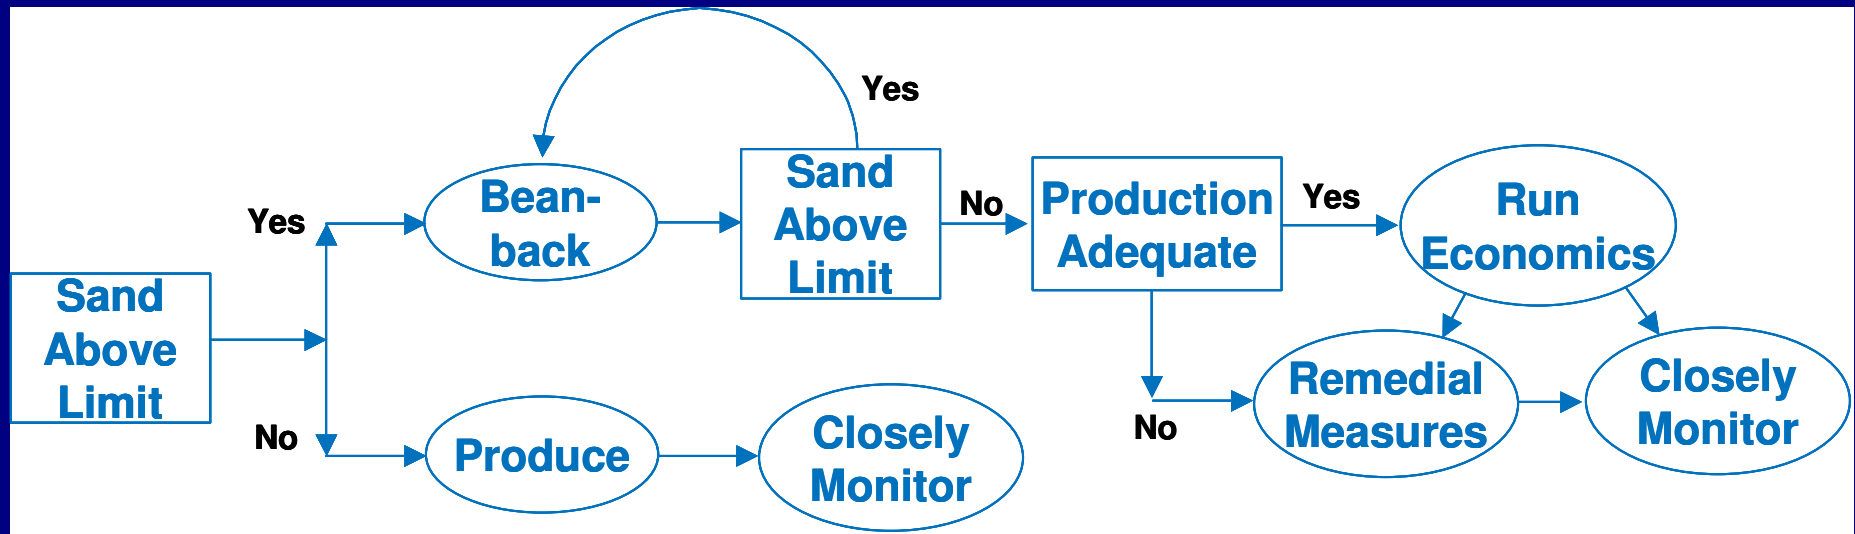 Sand
Above
Limit
Yes
No
Bean-
back
Produce
Closely
Monitor
Yes
Sand
Above
Limit
No
Production
Adequate
Yes
No
Run
Economics
Remedial
Measures
Closely
Monitor